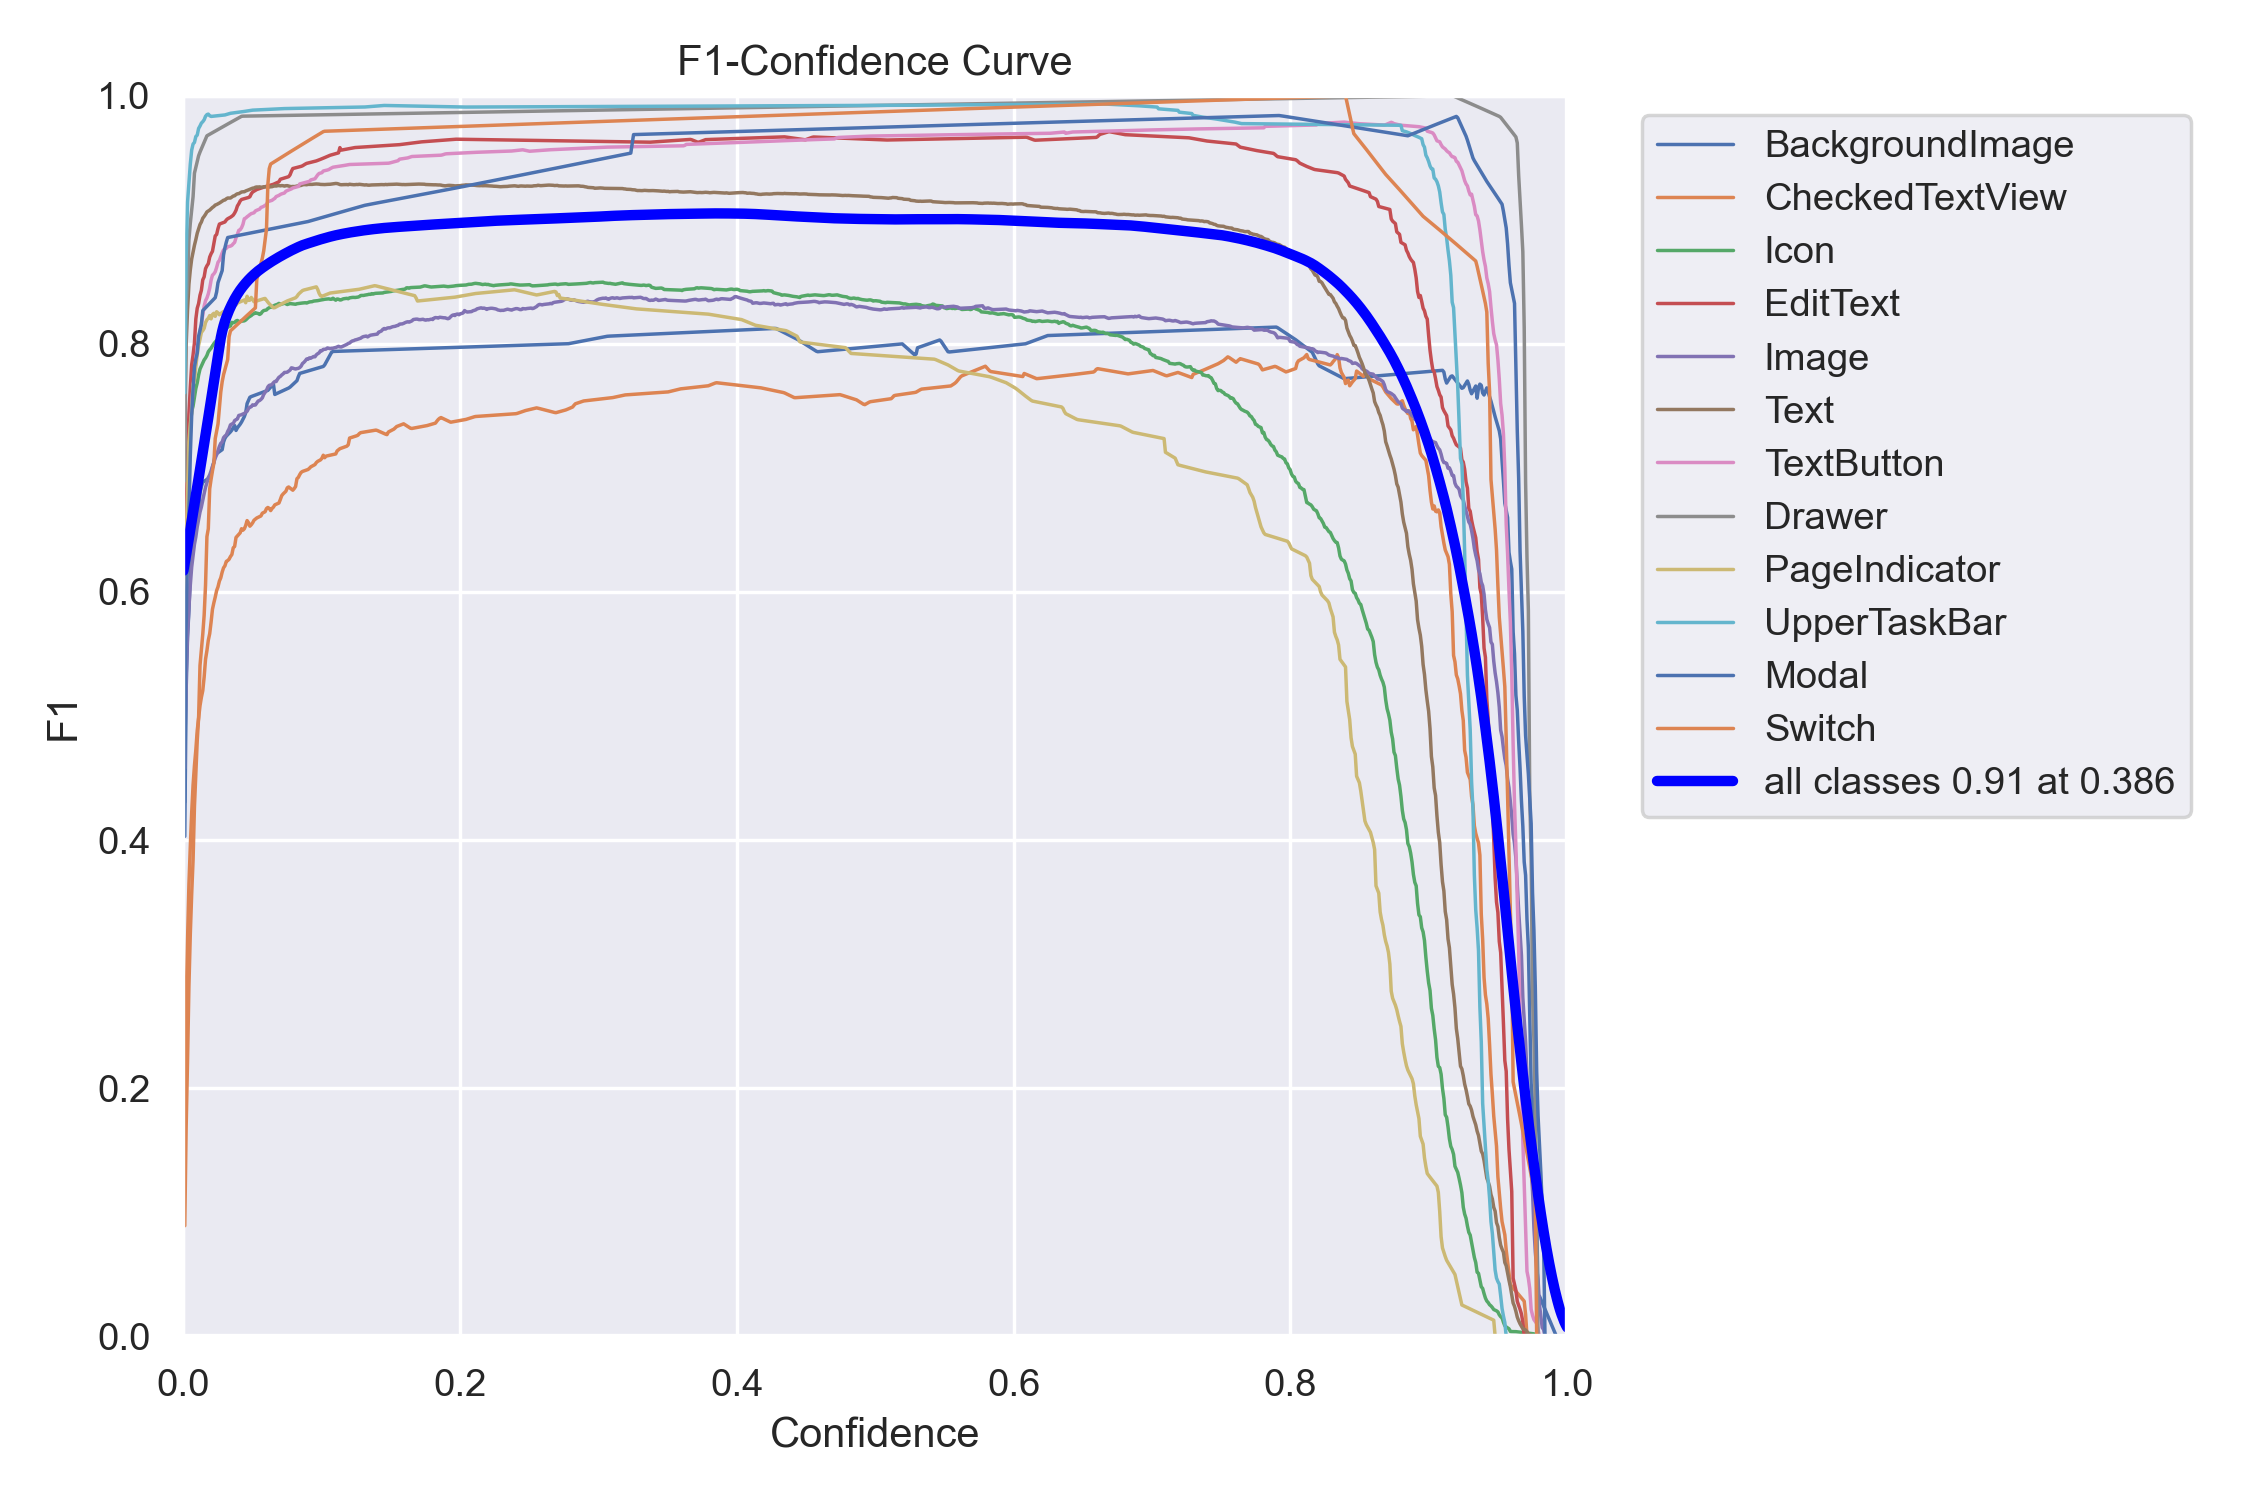 F1-Confidence Curve
1.0
0.8
0.6
0.4
0.2
0.0
F1
0.0 0.2 0.4 0.6 0.8 1.0
Confidence
BackgroundImage
CheckedTextView
Icon
EditText
Image
Text
TextButton
Drawer
PageIndicator
UpperTaskBar
Modal
Switch
all classes 0.91 at 0.386